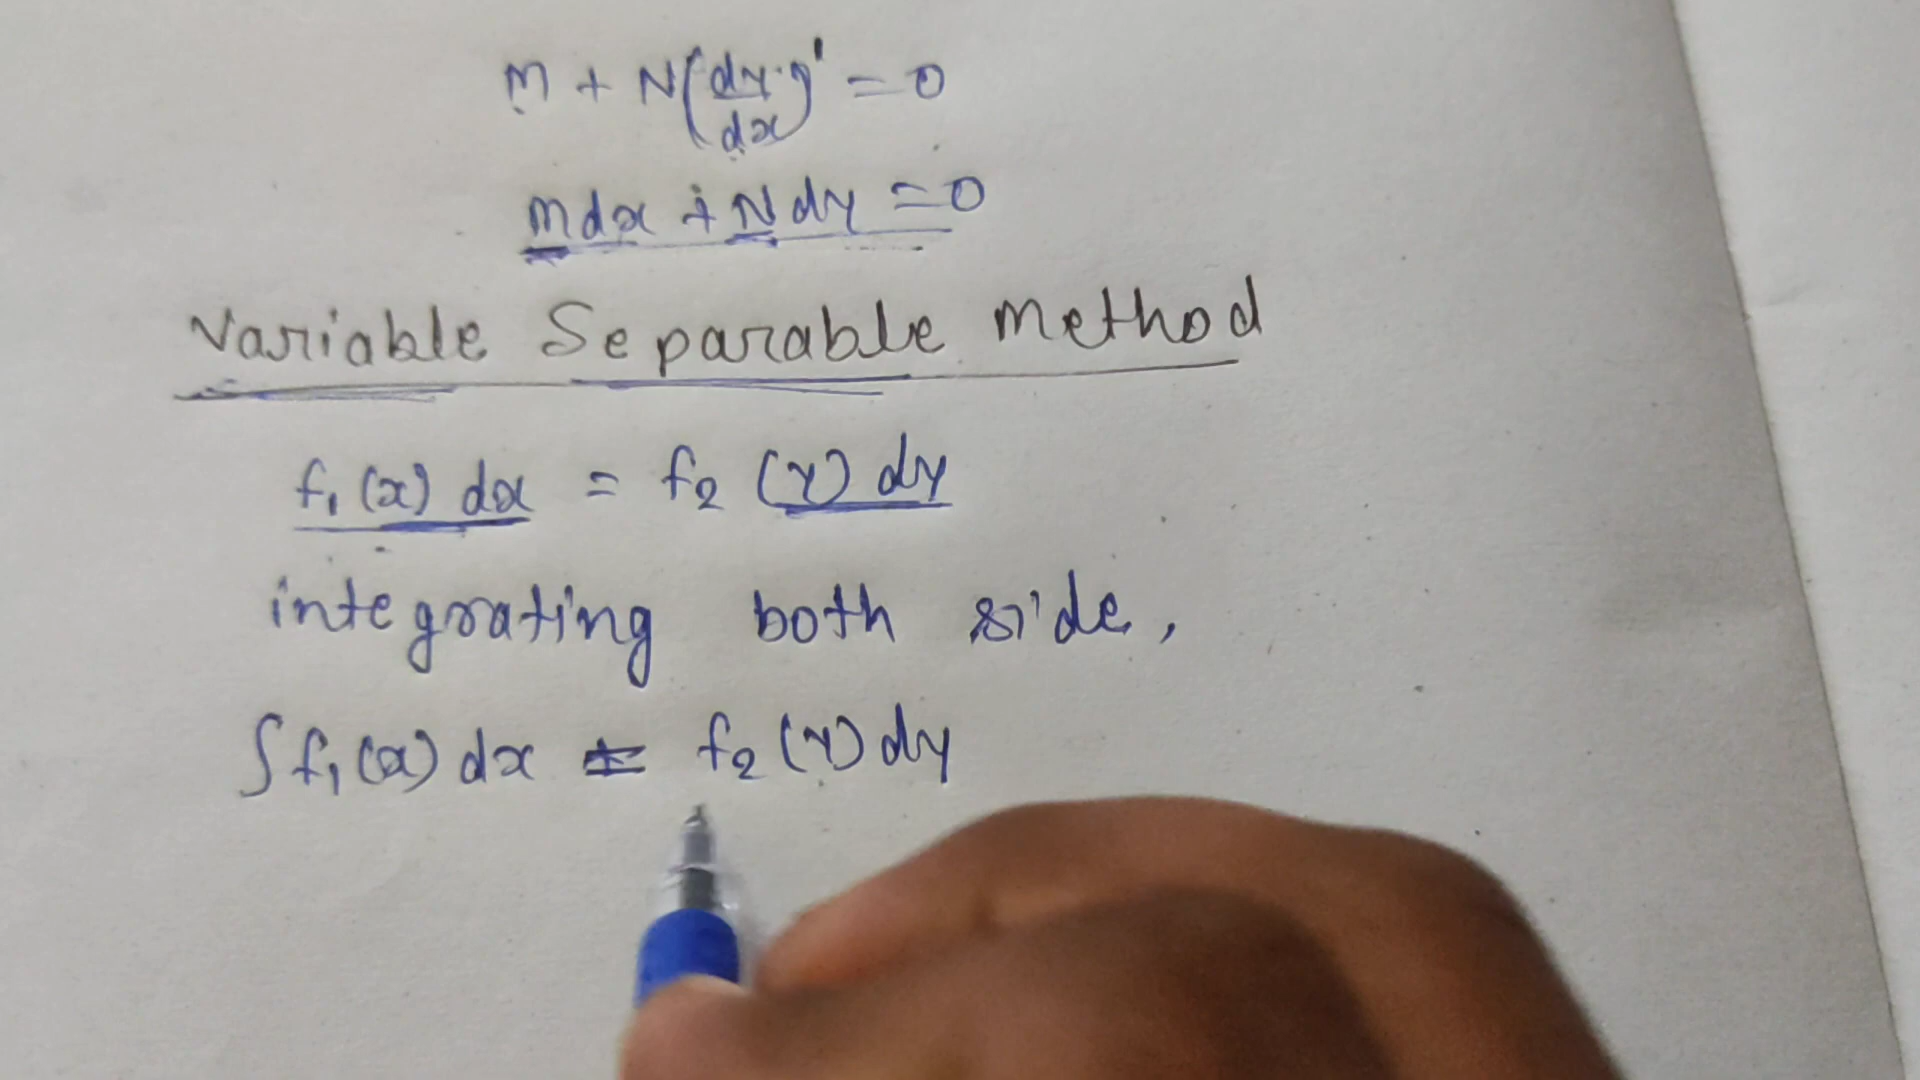 M + N(dy/dx)' = 0
Mdx + Ndy = 0
Variable Separable Method
f₁(x) dx = f₂ (y) dy
integrating both side,
∫f₁(x) dx = f₂(y) dy